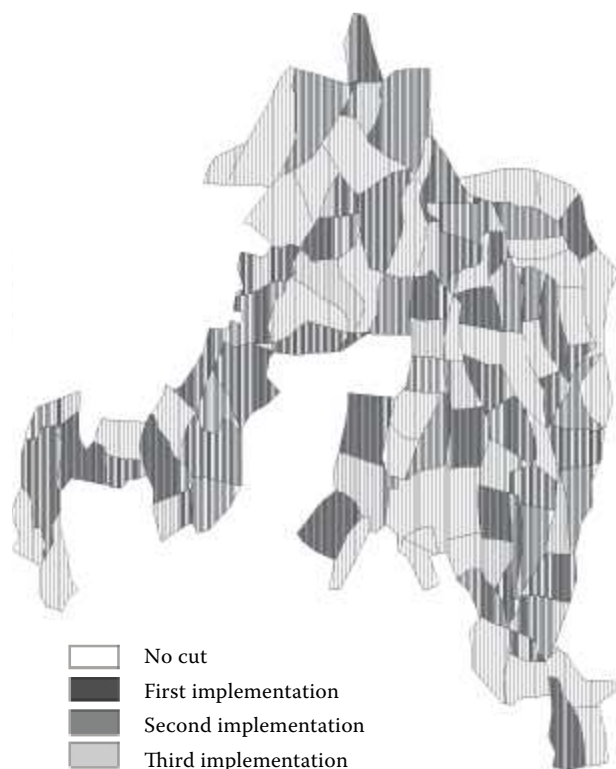 No cut
First implementation
Second implementation
Third implementation